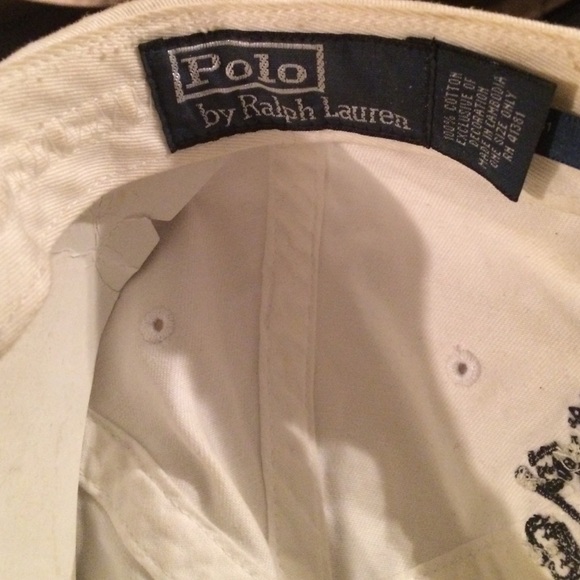 Polo
by Ralph Lauren
100% COTTON
EXCLUSIVE OF
DECORATION
MADE IN CAMBODIA
ONE SIZE ONLY
RN 41381